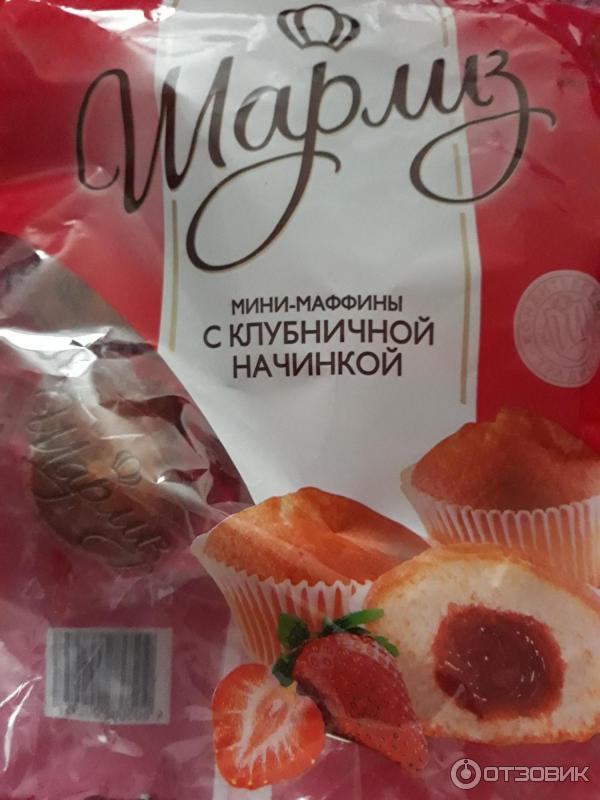 Шармиз
МИНИ-МАФФИНЫ
С КЛУБНИЧНОЙ
НАЧИНКОЙ
Шармиз
ОТЗОВИК